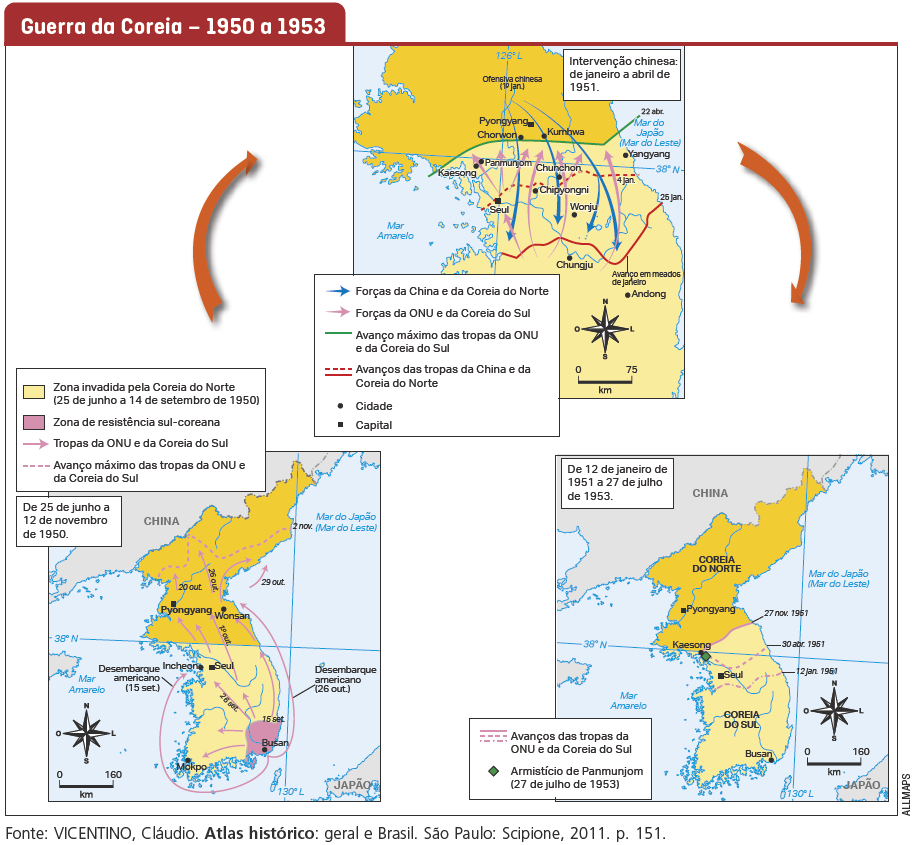 Guerra da Coreia – 1950 a 1953
126° L
Intervenção chinesa:
de janeiro a abril de
1951.
Ofensiva chinesa
(1º jan.)
22 abr.
Pyongyang
Mar do
Japão
(Mar do Leste)
Chorwon
Kumhwa
Yangyang
Panmunjom
Chunchon
38° N
Kaesong
4 jan.
Chipyongni
25 jan.
Seul
Wonju
Mar
Amarelo
Chungju
Avanço em meados
de janeiro
Andong
N
O
L
S
0
75
km
Forças da China e da Coreia do Norte
Forças da ONU e da Coreia do Sul
Avanço máximo das tropas da ONU
e da Coreia do Sul
Avanços das tropas da China e da
Coreia do Norte
Cidade
Capital
Zona invadida pela Coreia do Norte
(25 de junho a 14 de setembro de 1950)
Zona de resistência sul-coreana
Tropas da ONU e da Coreia do Sul
Avanço máximo das tropas da ONU e
da Coreia do Sul
De 25 de junho a
12 de novembro
de 1950.
CHINA
2 nov.
Mar do Japão
(Mar do Leste)
26 out.
20 out.
29 out.
Pyongyang
Wonsan
38° N
Incheon
Seul
Desembarque
americano
(15 set.)
Desembarque
americano
(26 out.)
Mar
Amarelo
26 set.
15 set.
Busan
Mokpo
N
O
L
S
0
160
km
JAPÃO
130° L
De 12 de janeiro de
1951 a 27 de julho
de 1953.
CHINA
COREIA
DO NORTE
Mar do Japão
(Mar do Leste)
Pyongyang
27 nov. 1951
38° N
Kaesong
30 abr. 1951
Seul
12 jan. 1951
Mar
Amarelo
COREIA
DO SUL
Busan
N
O
L
S
0
160
km
JAPÃO
130° L
Avanços das tropas da
ONU e da Coreia do Sul
Armistício de Panmunjom
(27 de julho de 1953)
ALLMAPS
Fonte: VICENTINO, Cláudio. Atlas histórico: geral e Brasil. São Paulo: Scipione, 2011. p. 151.